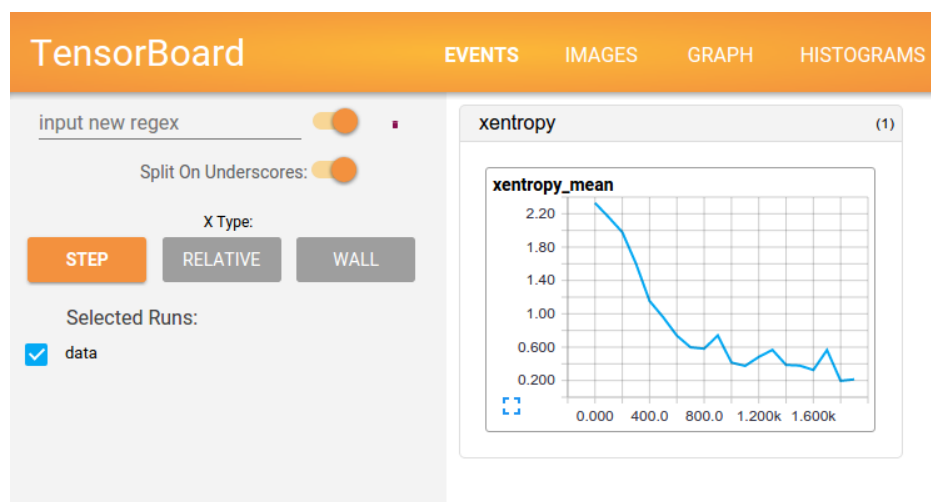 TensorBoard
EVENTS IMAGES GRAPH HISTOGRAMS
input new regex
Split On Underscores:
X Type:
STEP RELATIVE WALL
Selected Runs:
data
xentropy (1)
xentropy_mean
2.20
1.80
1.40
1.00
0.600
0.200
0.000 400.0 800.0 1.200k 1.600k